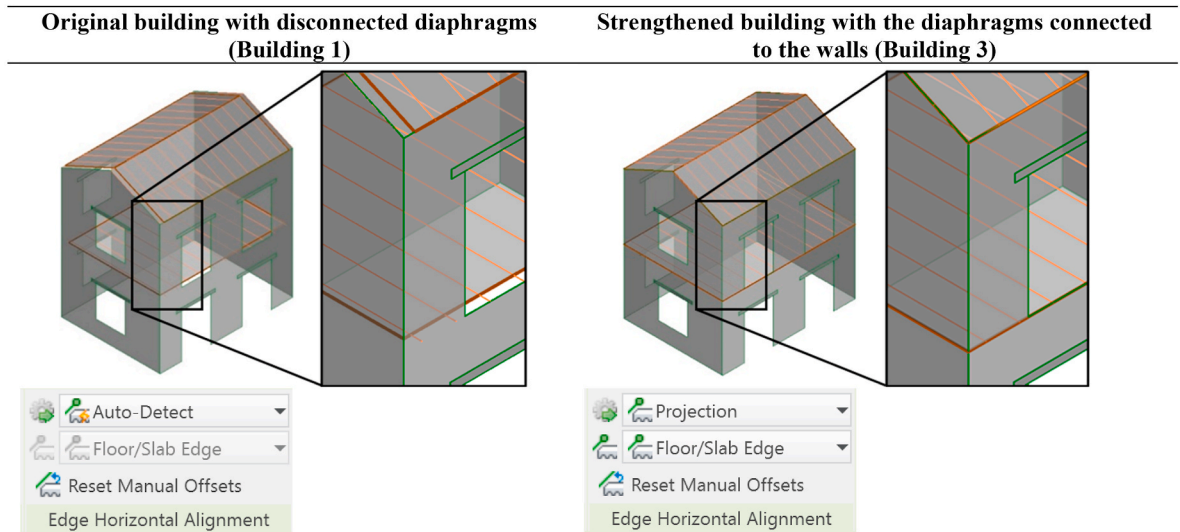 Original building with disconnected diaphragms
(Building 1)
Strengthened building with the diaphragms connected
to the walls (Building 3)
Auto-Detect
Floor/Slab Edge
Reset Manual Offsets
Edge Horizontal Alignment
Projection
Floor/Slab Edge
Reset Manual Offsets
Edge Horizontal Alignment